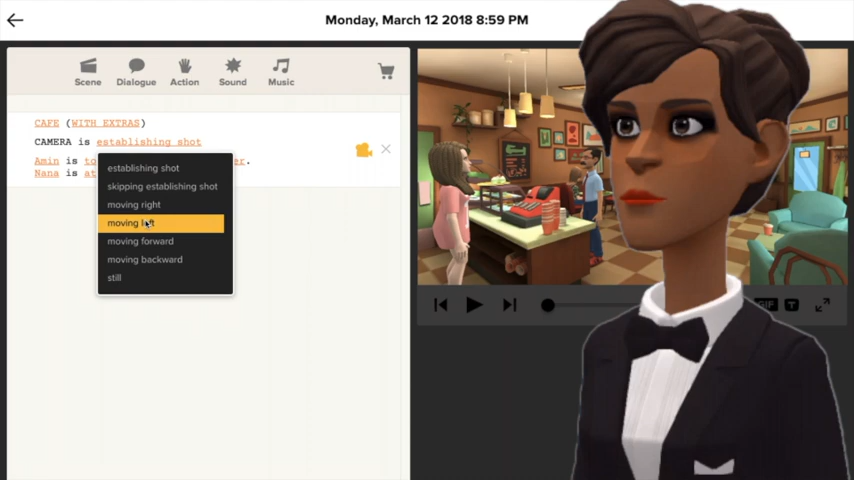 Monday, March 12 2018 8:59 PM
Scene Dialogue Action Sound Music
CAFE (WITH EXTRAS)
CAMERA is establishing shot
Amin is
Nana is
establishing shot
skipping establishing shot
moving right
moving left
moving forward
moving backward
still
GIF
T